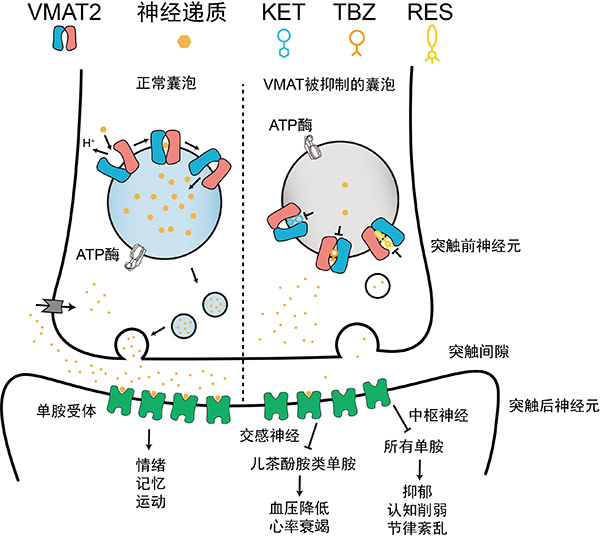 VMAT2 神经递质 KET TBZ RES
正常囊泡 VMAT被抑制的囊泡
ATP酶
H⁺
ATP酶
突触前神经元
突触间隙
单胺受体
突触后神经元
交感神经
中枢神经
儿茶酚胺类单胺
所有单胺
情绪
记忆
运动
血压降低
心率衰竭
抑郁
认知削弱
节律紊乱